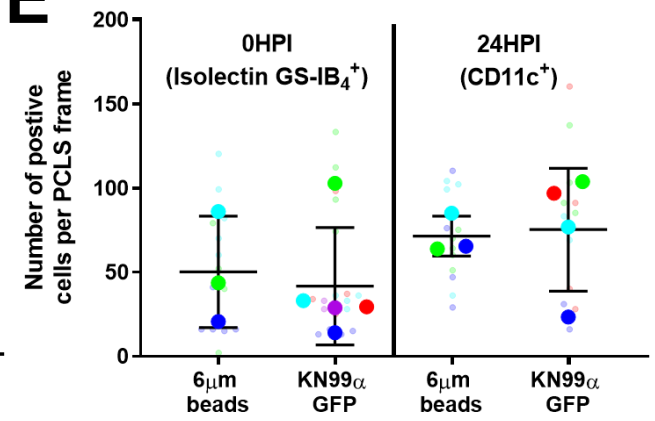 E
200
150
100
50
0
Number of postive
cells per PCLS frame
0HPI
(Isolectin GS-IB₄⁺)
24HPI
(CD11c⁺)
6μm
beads
KN99α
GFP
6μm
beads
KN99α
GFP